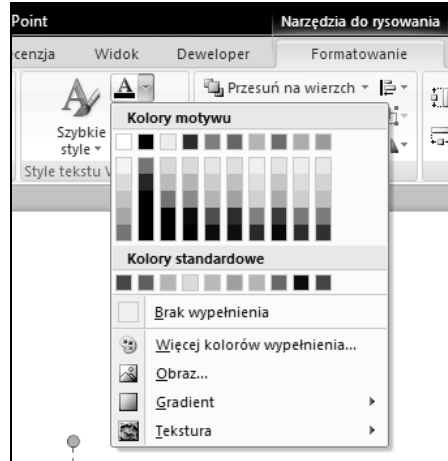 Point
Narzędzia do rysowania
cenzja Widok Deweloper Formatowanie
A
Przesuń na wierzch
A
Szybkie
style
Style tekstu
Kolory motywu
Kolory standardowe
Brak wypełnienia
Więcej kolorów wypełnienia...
Obraz...
Gradient
Tekstura